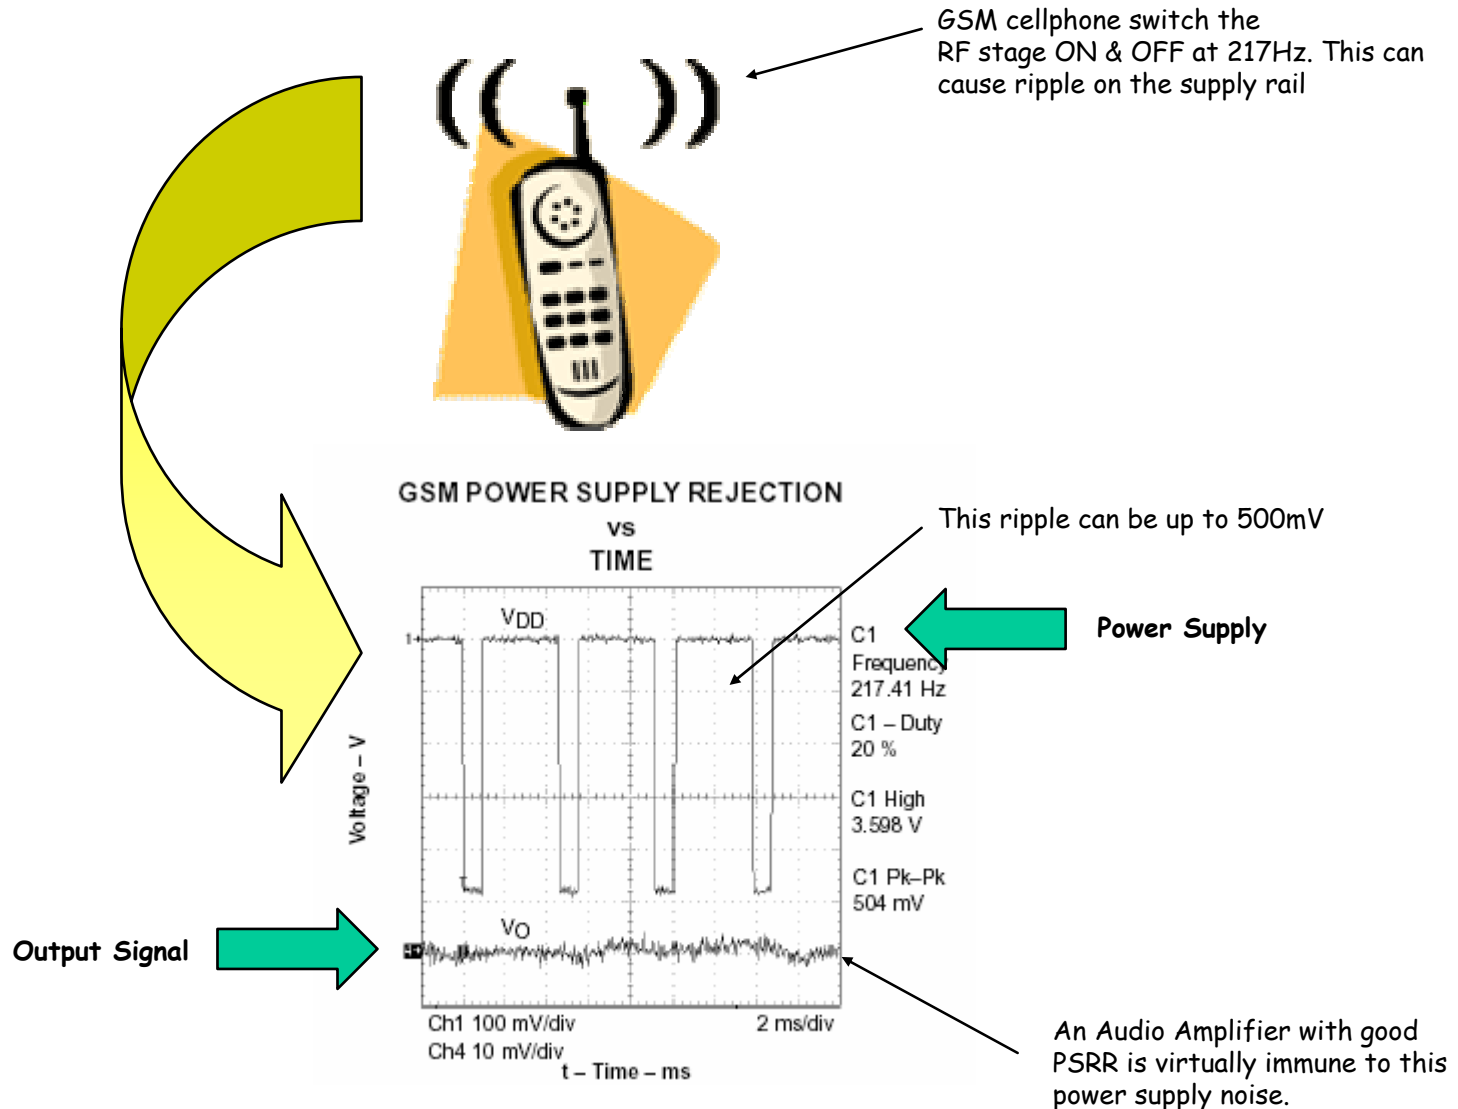 GSM cellphone switch the
RF stage ON & OFF at 217Hz. This can
cause ripple on the supply rail
GSM POWER SUPPLY REJECTION
vs
TIME
This ripple can be up to 500mV
VDD
1
C1
Frequency
217.41 Hz
C1 – Duty
20 %
C1 High
3.598 V
C1 Pk–Pk
504 mV
Power Supply
Voltage – V
VO
Output Signal
4
Ch1 100 mV/div
2 ms/div
Ch4 10 mV/div
t – Time – ms
An Audio Amplifier with good
PSRR is virtually immune to this
power supply noise.